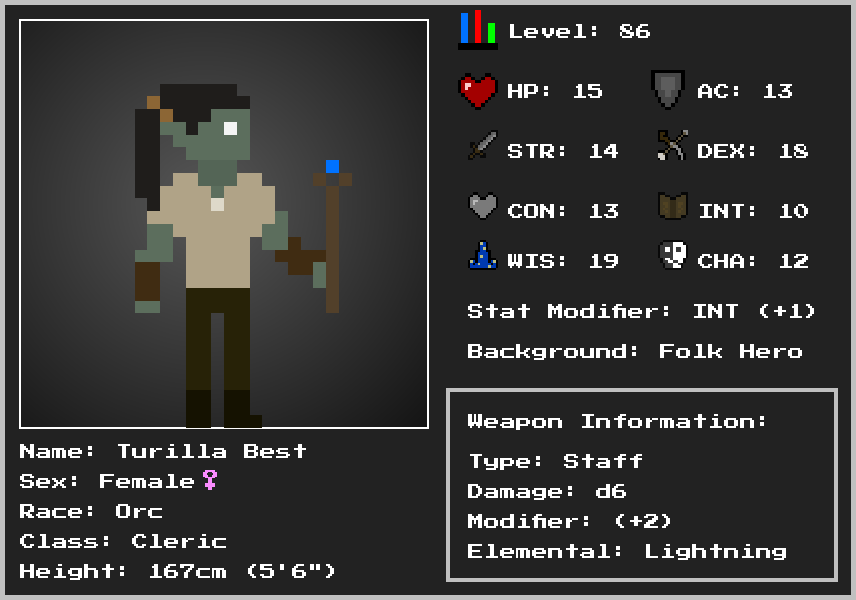 Level: 86
HP: 15 AC: 13
STR: 14 DEX: 18
CON: 13 INT: 10
WIS: 19 CHA: 12
Stat Modifier: INT (+1)
Background: Folk Hero
Weapon Information:
Type: Staff
Damage: d6
Modifier: (+2)
Elemental: Lightning
Name: Turilla Best
Sex: Female♀
Race: Orc
Class: Cleric
Height: 167cm (5'6")